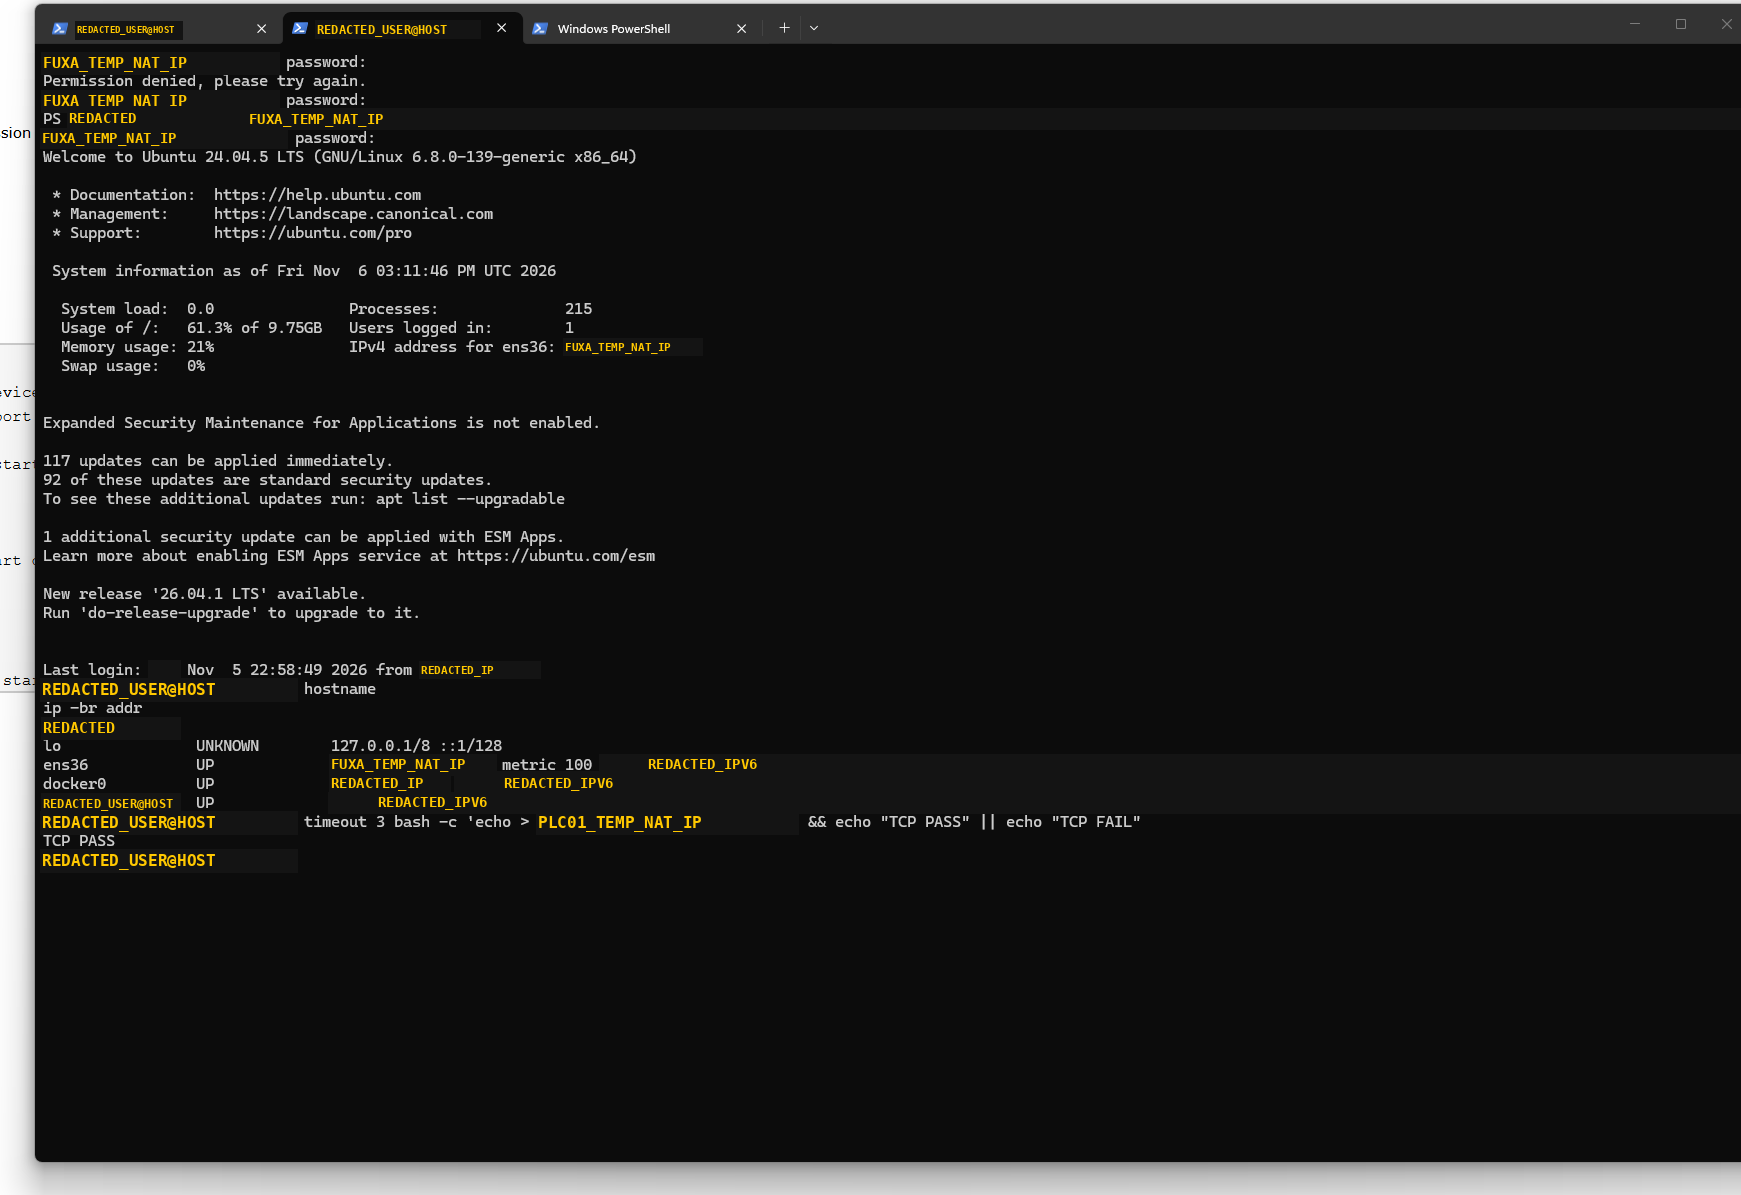 REDACTED_USER@HOST
REDACTED_USER@HOST
Windows PowerShell
FUXA_TEMP_NAT_IP password:
Permission denied, please try again.
FUXA TEMP NAT IP password:
PS REDACTED FUXA_TEMP_NAT_IP
FUXA_TEMP_NAT_IP password:
Welcome to Ubuntu 24.04.5 LTS (GNU/Linux 6.8.0-139-generic x86_64)
* Documentation: https://help.ubuntu.com
* Management: https://landscape.canonical.com
* Support: https://ubuntu.com/pro
System information as of Fri Nov 6 03:11:46 PM UTC 2026
System load: 0.0 Processes: 215
Usage of /: 61.3% of 9.75GB Users logged in: 1
Memory usage: 21% IPv4 address for ens36: FUXA_TEMP_NAT_IP
Swap usage: 0%
Expanded Security Maintenance for Applications is not enabled.
117 updates can be applied immediately.
92 of these updates are standard security updates.
To see these additional updates run: apt list --upgradable
1 additional security update can be applied with ESM Apps.
Learn more about enabling ESM Apps service at https://ubuntu.com/esm
New release '26.04.1 LTS' available.
Run 'do-release-upgrade' to upgrade to it.
Last login: Nov 5 22:58:49 2026 from REDACTED_IP
REDACTED_USER@HOST hostname
ip -br addr
REDACTED
lo UNKNOWN 127.0.0.1/8 ::1/128
ens36 UP FUXA_TEMP_NAT_IP metric 100 REDACTED_IPV6
docker0 UP REDACTED_IP REDACTED_IPV6
REDACTED_USER@HOST UP REDACTED_IPV6
REDACTED_USER@HOST timeout 3 bash -c 'echo > PLC01_TEMP_NAT_IP && echo "TCP PASS" || echo "TCP FAIL"
TCP PASS
REDACTED_USER@HOST